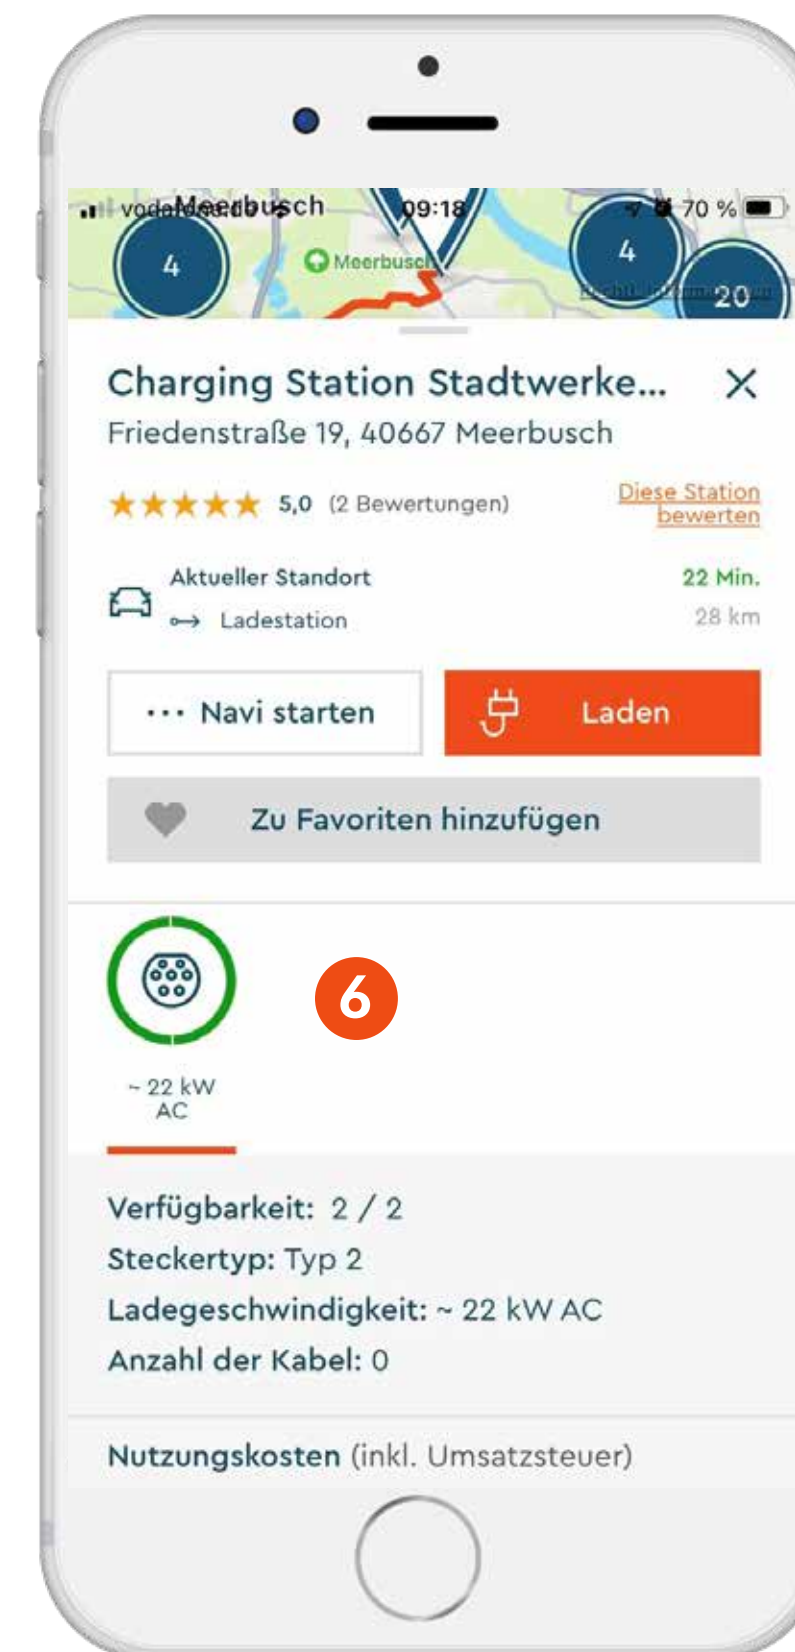 vodafone.de
Meerbusch
09:18
70 %
4
Meerbusch
4
20
Charging Station Stadtwerke...
Friedenstraße 19, 40667 Meerbusch
5,0 (2 Bewertungen)
Diese Station
bewerten
Aktueller Standort
22 Min.
Ladestation
28 km
... Navi starten
Laden
Zu Favoriten hinzufügen
6
~ 22 kW
AC
Verfügbarkeit: 2 / 2
Steckertyp: Typ 2
Ladegeschwindigkeit: ~ 22 kW AC
Anzahl der Kabel: 0
Nutzungskosten (inkl. Umsatzsteuer)